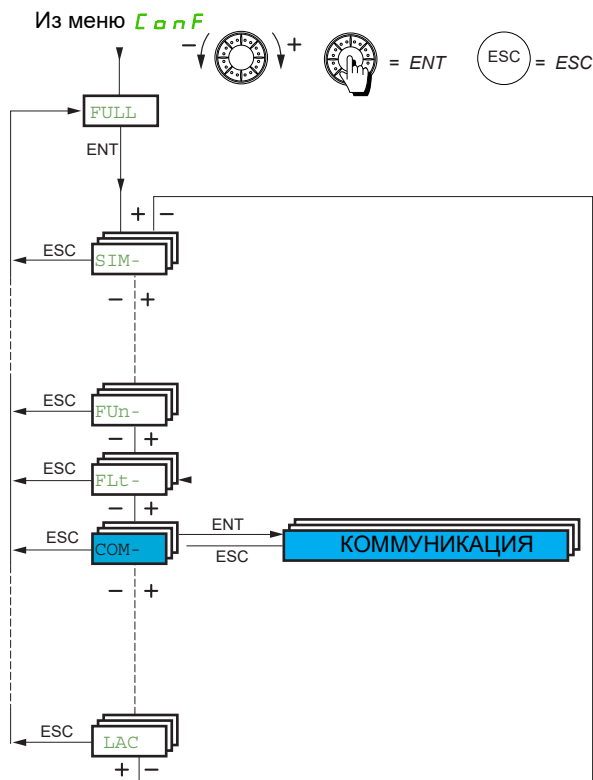 Из меню ConF
− + = ENT ESC = ESC
FULL
ENT
+ −
ESC SIM-
− +
ESC FUn-
− +
ESC FLt-
− +
ESC COM- ENT ESC КОММУНИКАЦИЯ
− +
ESC LAC
+ −